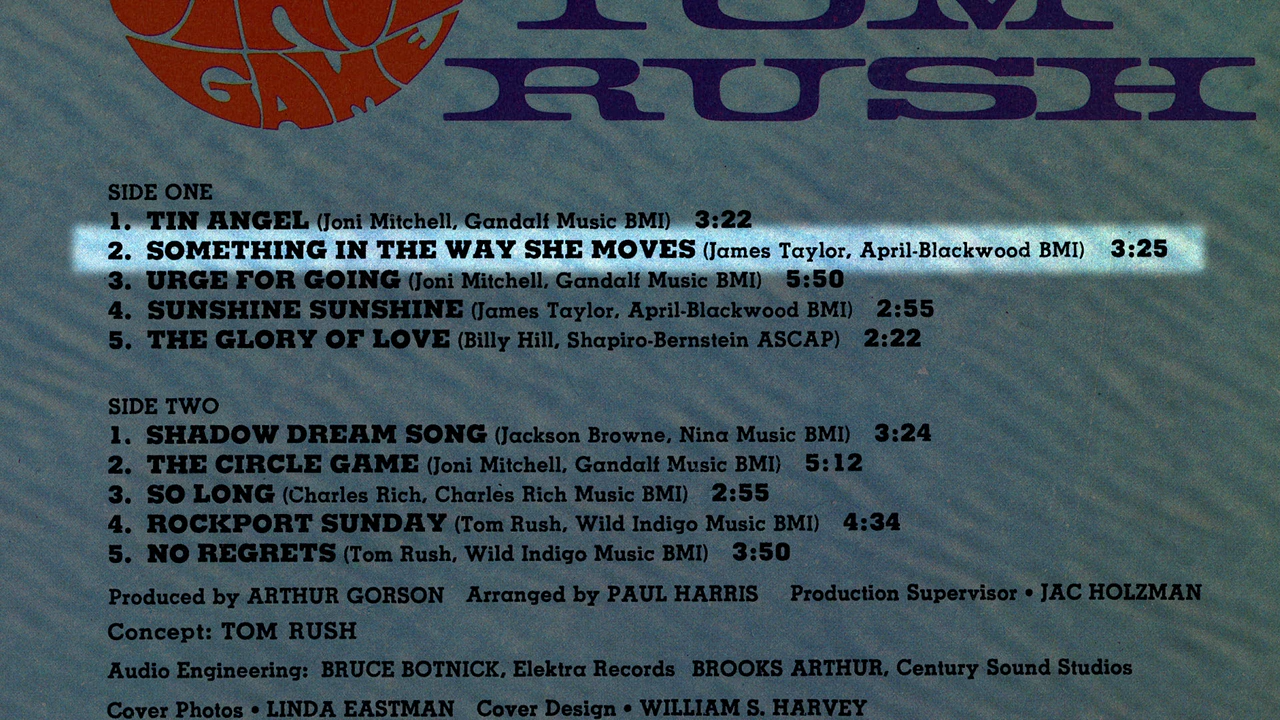 TOM
GAME
RUSH
SIDE ONE
1. TIN ANGEL (Joni Mitchell, Gandalf Music BMI) 3:22
2. SOMETHING IN THE WAY SHE MOVES (James Taylor, April-Blackwood BMI) 3:25
3. URGE FOR GOING (Joni Mitchell, Gandalf Music BMI) 5:50
4. SUNSHINE SUNSHINE (James Taylor, April-Blackwood BMI) 2:55
5. THE GLORY OF LOVE (Billy Hill, Shapiro-Bernstein ASCAP) 2:22
SIDE TWO
1. SHADOW DREAM SONG (Jackson Browne, Nina Music BMI) 3:24
2. THE CIRCLE GAME (Joni Mitchell, Gandalf Music BMI) 5:12
3. SO LONG (Charles Rich, Charles Rich Music BMI) 2:55
4. ROCKPORT SUNDAY (Tom Rush, Wild Indigo Music BMI) 4:34
5. NO REGRETS (Tom Rush, Wild Indigo Music BMI) 3:50
Produced by ARTHUR GORSON Arranged by PAUL HARRIS Production Supervisor • JAC HOLZMAN
Concept: TOM RUSH
Audio Engineering: BRUCE BOTNICK, Elektra Records BROOKS ARTHUR, Century Sound Studios
Cover Photos • LINDA EASTMAN Cover Design • WILLIAM S. HARVEY